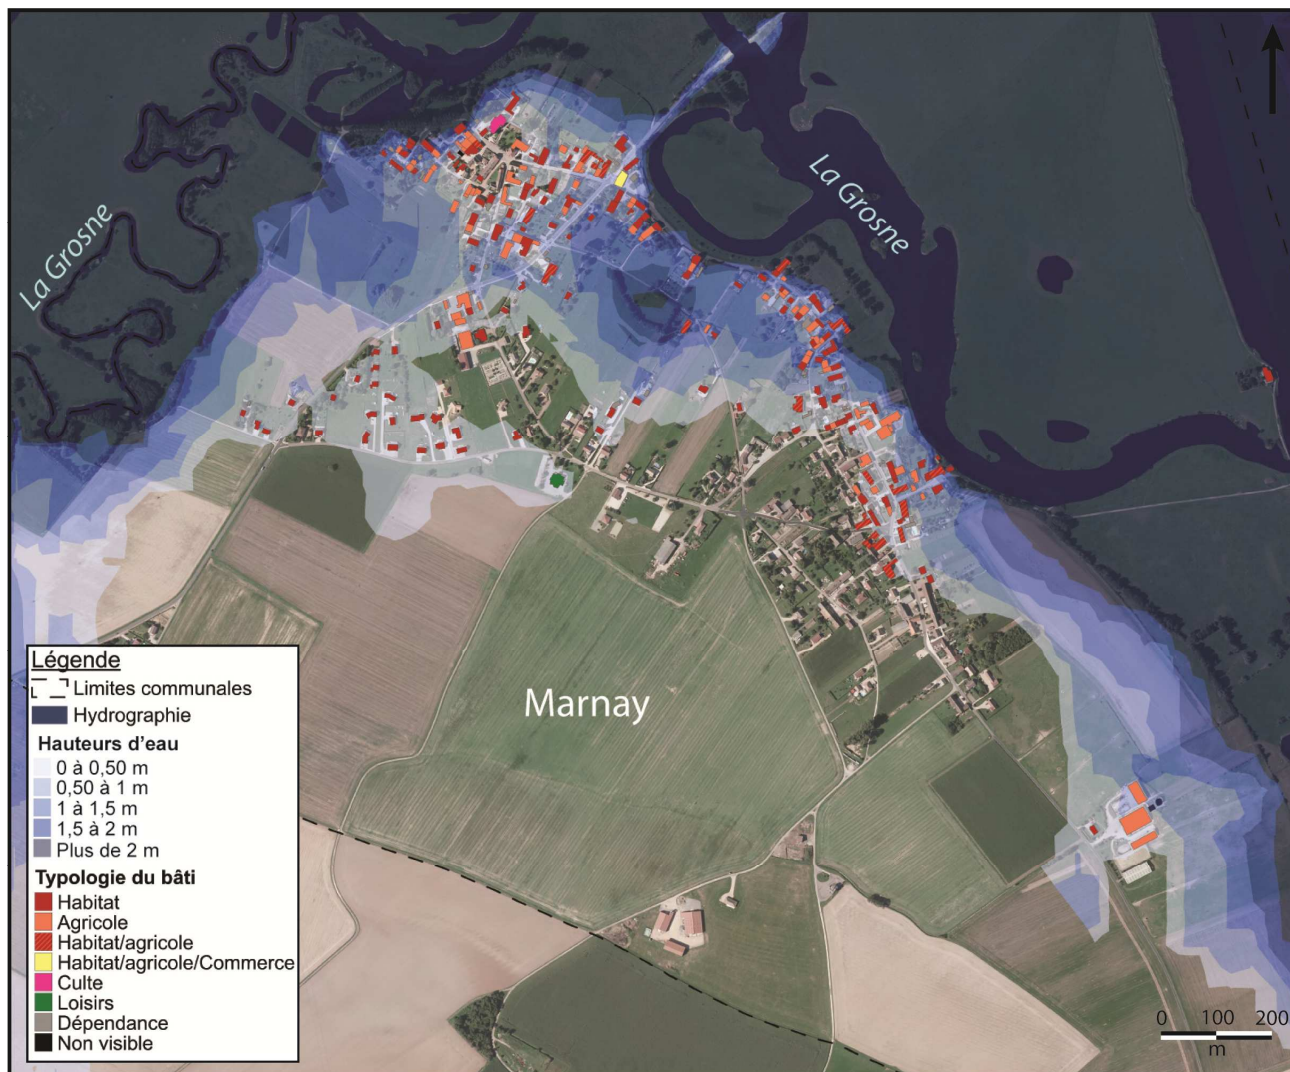 La Grosne
La Grosne
Marnay
Légende
Limites communales
Hydrographie
Hauteurs d'eau
0 à 0,50 m
0,50 à 1 m
1 à 1,5 m
1,5 à 2 m
Plus de 2 m
Typologie du bâti
Habitat
Agricole
Habitat/agricole
Habitat/agricole/Commerce
Culte
Loisirs
Dépendance
Non visible
0 100 200
m